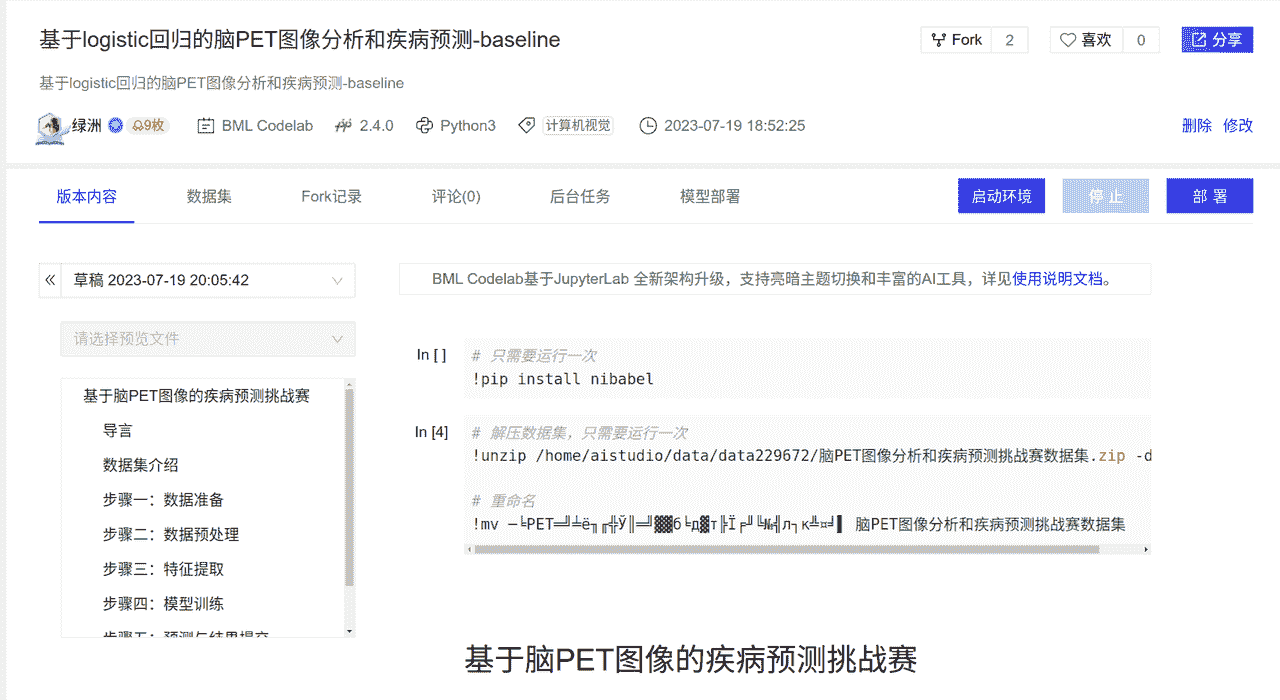 基于logistic回归的脑PET图像分析和疾病预测-baseline
Fork 2
喜欢 0
分享
基于logistic回归的脑PET图像分析和疾病预测-baseline
绿洲 9枚 BML Codelab 2.4.0 Python3 计算机视觉 2023-07-19 18:52:25
删除 修改
版本内容 数据集 Fork记录 评论(0) 后台任务 模型部署 启动环境 停止 部署
草稿 2023-07-19 20:05:42
请选择预览文件
基于脑PET图像的疾病预测挑战赛
导言
数据集介绍
步骤一：数据准备
步骤二：数据预处理
步骤三：特征提取
步骤四：模型训练
步骤五：预测与结果提交
BML Codelab基于JupyterLab 全新架构升级，支持亮暗主题切换和丰富的AI工具，详见使用说明文档。
In [ ]
# 只需要运行一次
!pip install nibabel
In [4]
# 解压数据集，只需要运行一次
!unzip /home/aistudio/data/data229672/脑PET图像分析和疾病预测挑战赛数据集.zip -d
# 重命名
!mv 脑PET图像分析和疾病预测挑战赛数据集
基于脑PET图像的疾病预测挑战赛